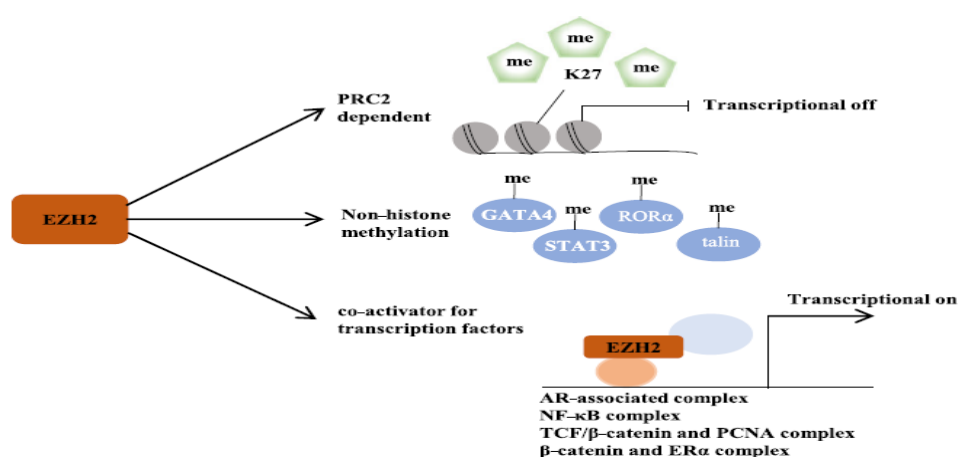 me
me
me
K27
PRC2
dependent
Transcriptional off
EZH2
Non-histone
methylation
me
GATA4
me
STAT3
me
RORα
me
talin
co-activator for
transcription factors
Transcriptional on
EZH2
AR-associated complex
NF-κB complex
TCF/β-catenin and PCNA complex
β-catenin and ERα complex